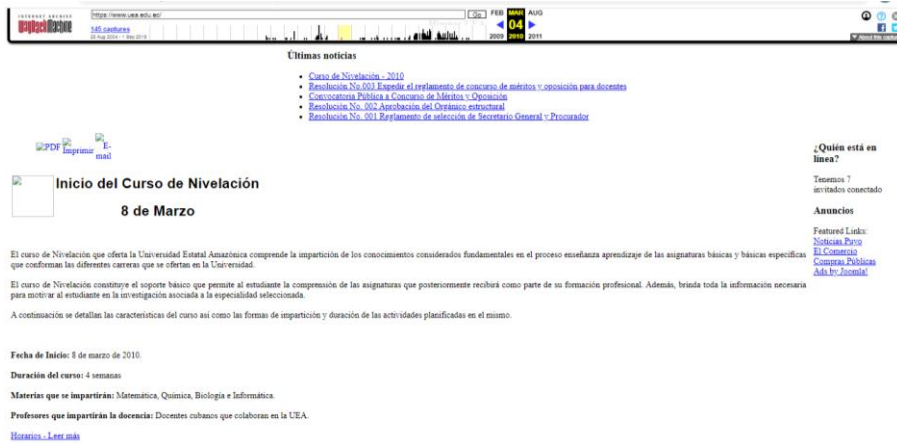 INTERNET ARCHIVE
WayBackMachine
https://www.uea.edu.ec/
Go
FEB MAR AUG
145 captures
04
28 Aug 2004 - 1 Dec 2018
2009 2010 2011
About this capture
Últimas noticias
Curso de Nivelación - 2010
Resolución No.003 Expedir el reglamento de concurso de méritos y oposición para docentes
Convocatoria Pública a Concurso de Méritos y Oposición
Resolución No. 002 Aprobación del Orgánico estructural
Resolución No. 001 Reglamento de selección de Secretario General y Procurador
PDF Imprimir E-mail
Inicio del Curso de Nivelación
8 de Marzo
El curso de Nivelación que oferta la Universidad Estatal Amazónica comprende la impartición de los conocimientos considerados fundamentales en el proceso enseñanza aprendizaje de las asignaturas básicas y básicas específicas
que conforman las diferentes carreras que se ofertan en la Universidad.
El curso de Nivelación constituye el soporte básico que permite al estudiante la comprensión de las asignaturas que posteriormente recibirá como parte de su formación profesional. Además, brinda toda la información necesaria
para motivar al estudiante en la investigación asociada a la especialidad seleccionada.
A continuación se detallan las características del curso así como las formas de impartición y duración de las actividades planificadas en el mismo.
Fecha de Inicio: 8 de marzo de 2010.
Duración del curso: 4 semanas
Materias que se impartirán: Matemática, Química, Biología e Informática.
Profesores que impartirán la docencia: Docentes cubanos que colaboran en la UEA.
Horarios - Leer más
¿Quién está en
línea?
Tenemos 7
invitados conectado
Anuncios
Featured Links:
Noticias Puyo
El Comercio
Compras Públicas
Ads by Joomla!